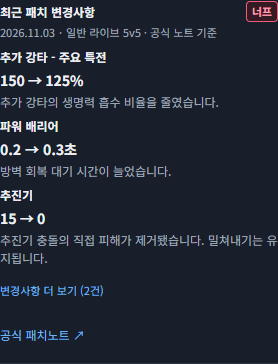 최근 패치 변경사항
너프
2026.11.03 · 일반 라이브 5v5 · 공식 노트 기준
추가 강타 - 주요 특전
150 → 125%
추가 강타의 생명력 흡수 비율을 줄였습니다.
파워 배리어
0.2 → 0.3초
방벽 회복 대기 시간이 늘었습니다.
추진기
15 → 0
추진기 충돌의 직접 피해가 제거됐습니다. 밀쳐내기는 유
지됩니다.
변경사항 더 보기 (2건)
공식 패치노트 ↗